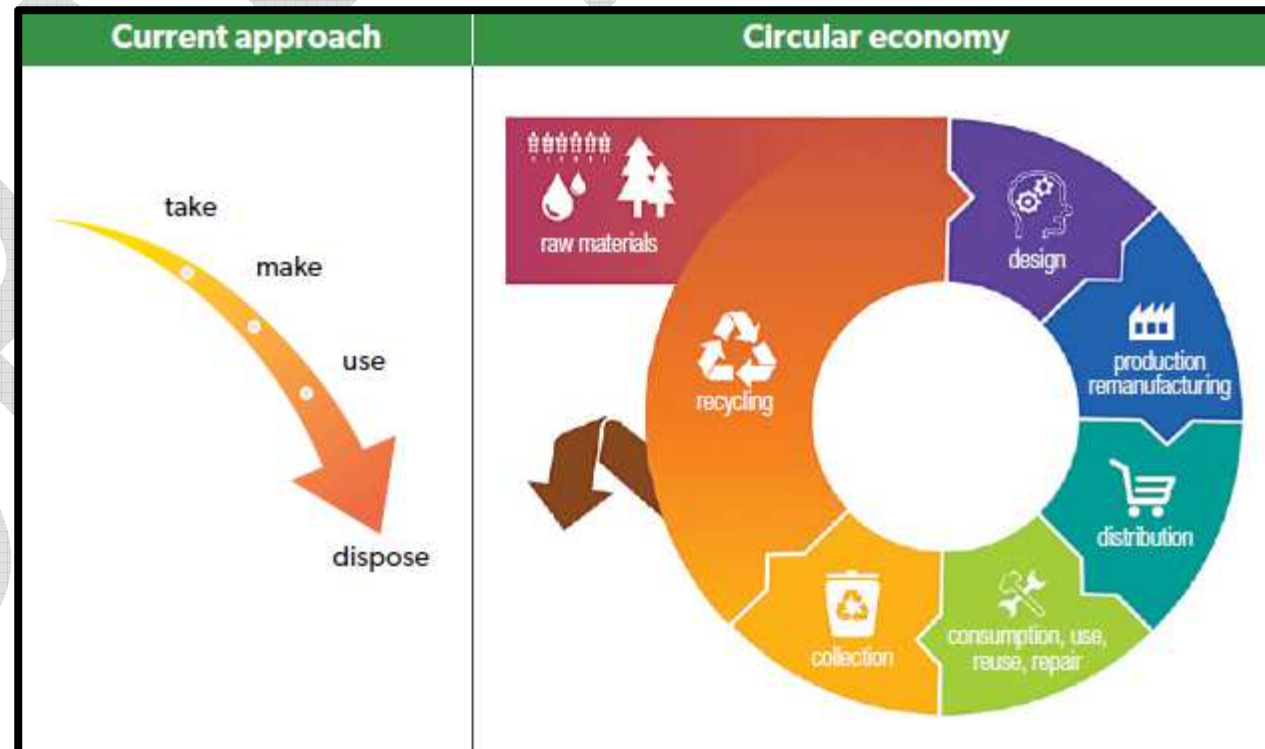 Current approach
Circular economy
take
make
use
dispose
raw materials
design
production
remanufacturing
distribution
consumption, use,
reuse, repair
collection
recycling